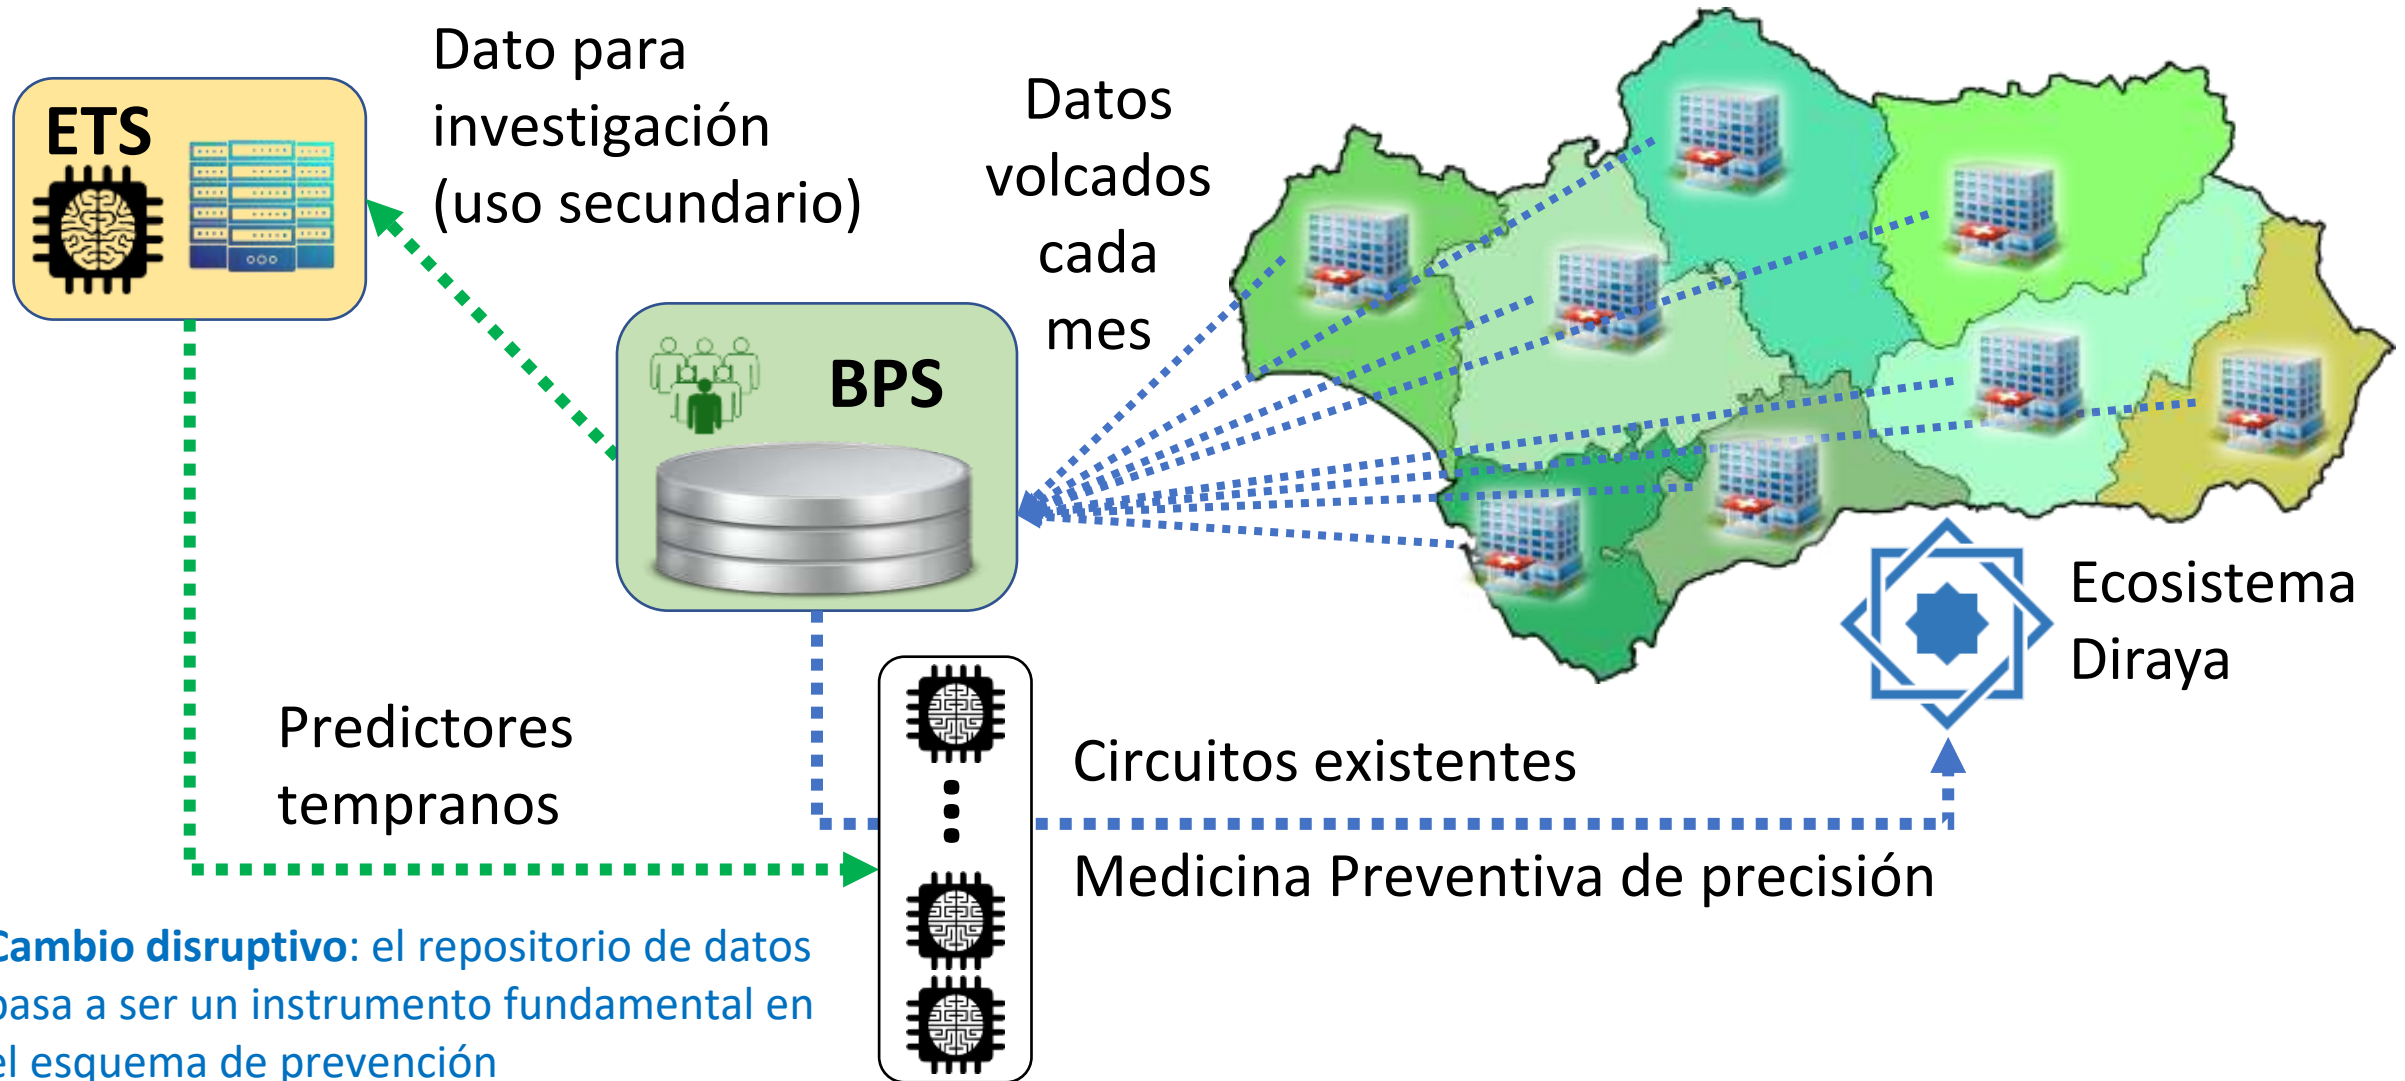 ETS
Dato para
investigación
(uso secundario)
Datos
volcados
cada
mes
BPS
Ecosistema
Diraya
Predictores
tempranos
Circuitos existentes
Medicina Preventiva de precisión
Cambio disruptivo: el repositorio de datos
pasa a ser un instrumento fundamental en
el esquema de prevención